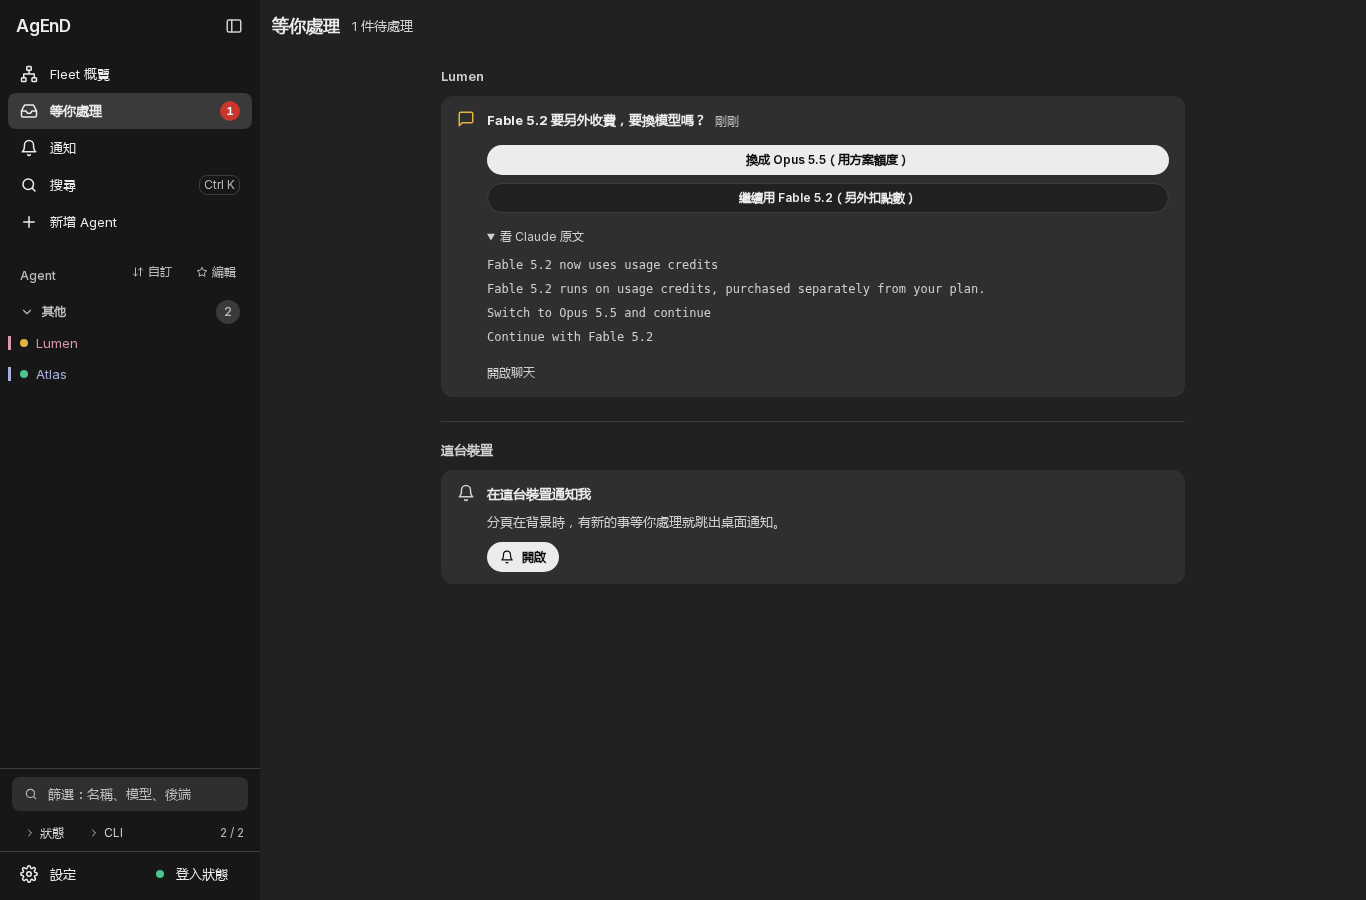 AgEnD
Fleet 概覽
等你處理 1
通知
搜尋 Ctrl K
新增 Agent
Agent 自訂 編輯
其他 2
Lumen
Atlas
篩選：名稱、模型、後端
狀態 CLI 2 / 2
設定 登入狀態
等你處理 1 件待處理
Lumen
Fable 5.2 要另外收費，要換模型嗎？ 剛剛
換成 Opus 5.5（用方案額度）
繼續用 Fable 5.2（另外扣點數）
看 Claude 原文
Fable 5.2 now uses usage credits
Fable 5.2 runs on usage credits, purchased separately from your plan.
Switch to Opus 5.5 and continue
Continue with Fable 5.2
開啟聊天
這台裝置
在這台裝置通知我
分頁在背景時，有新的事等你處理就跳出桌面通知。
開啟